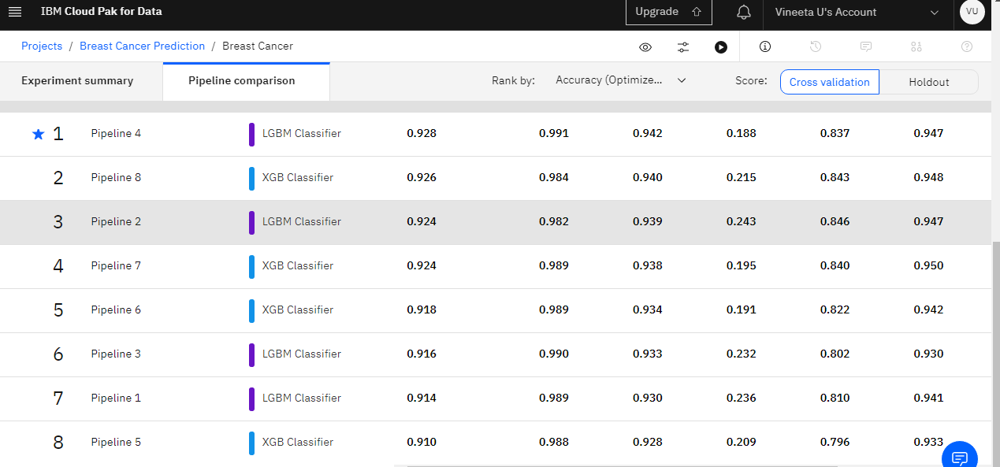 IBM Cloud Pak for Data Upgrade Vineeta U's Account VU
Projects / Breast Cancer Prediction / Breast Cancer
Experiment summary Pipeline comparison Rank by: Accuracy (Optimize... Score: Cross validation Holdout
1 Pipeline 4 LGBM Classifier 0.928 0.991 0.942 0.188 0.837 0.947
2 Pipeline 8 XGB Classifier 0.926 0.984 0.940 0.215 0.843 0.948
3 Pipeline 2 LGBM Classifier 0.924 0.982 0.939 0.243 0.846 0.947
4 Pipeline 7 XGB Classifier 0.924 0.989 0.938 0.195 0.840 0.950
5 Pipeline 6 XGB Classifier 0.918 0.989 0.934 0.191 0.822 0.942
6 Pipeline 3 LGBM Classifier 0.916 0.990 0.933 0.232 0.802 0.930
7 Pipeline 1 LGBM Classifier 0.914 0.989 0.930 0.236 0.810 0.941
8 Pipeline 5 XGB Classifier 0.910 0.988 0.928 0.209 0.796 0.933